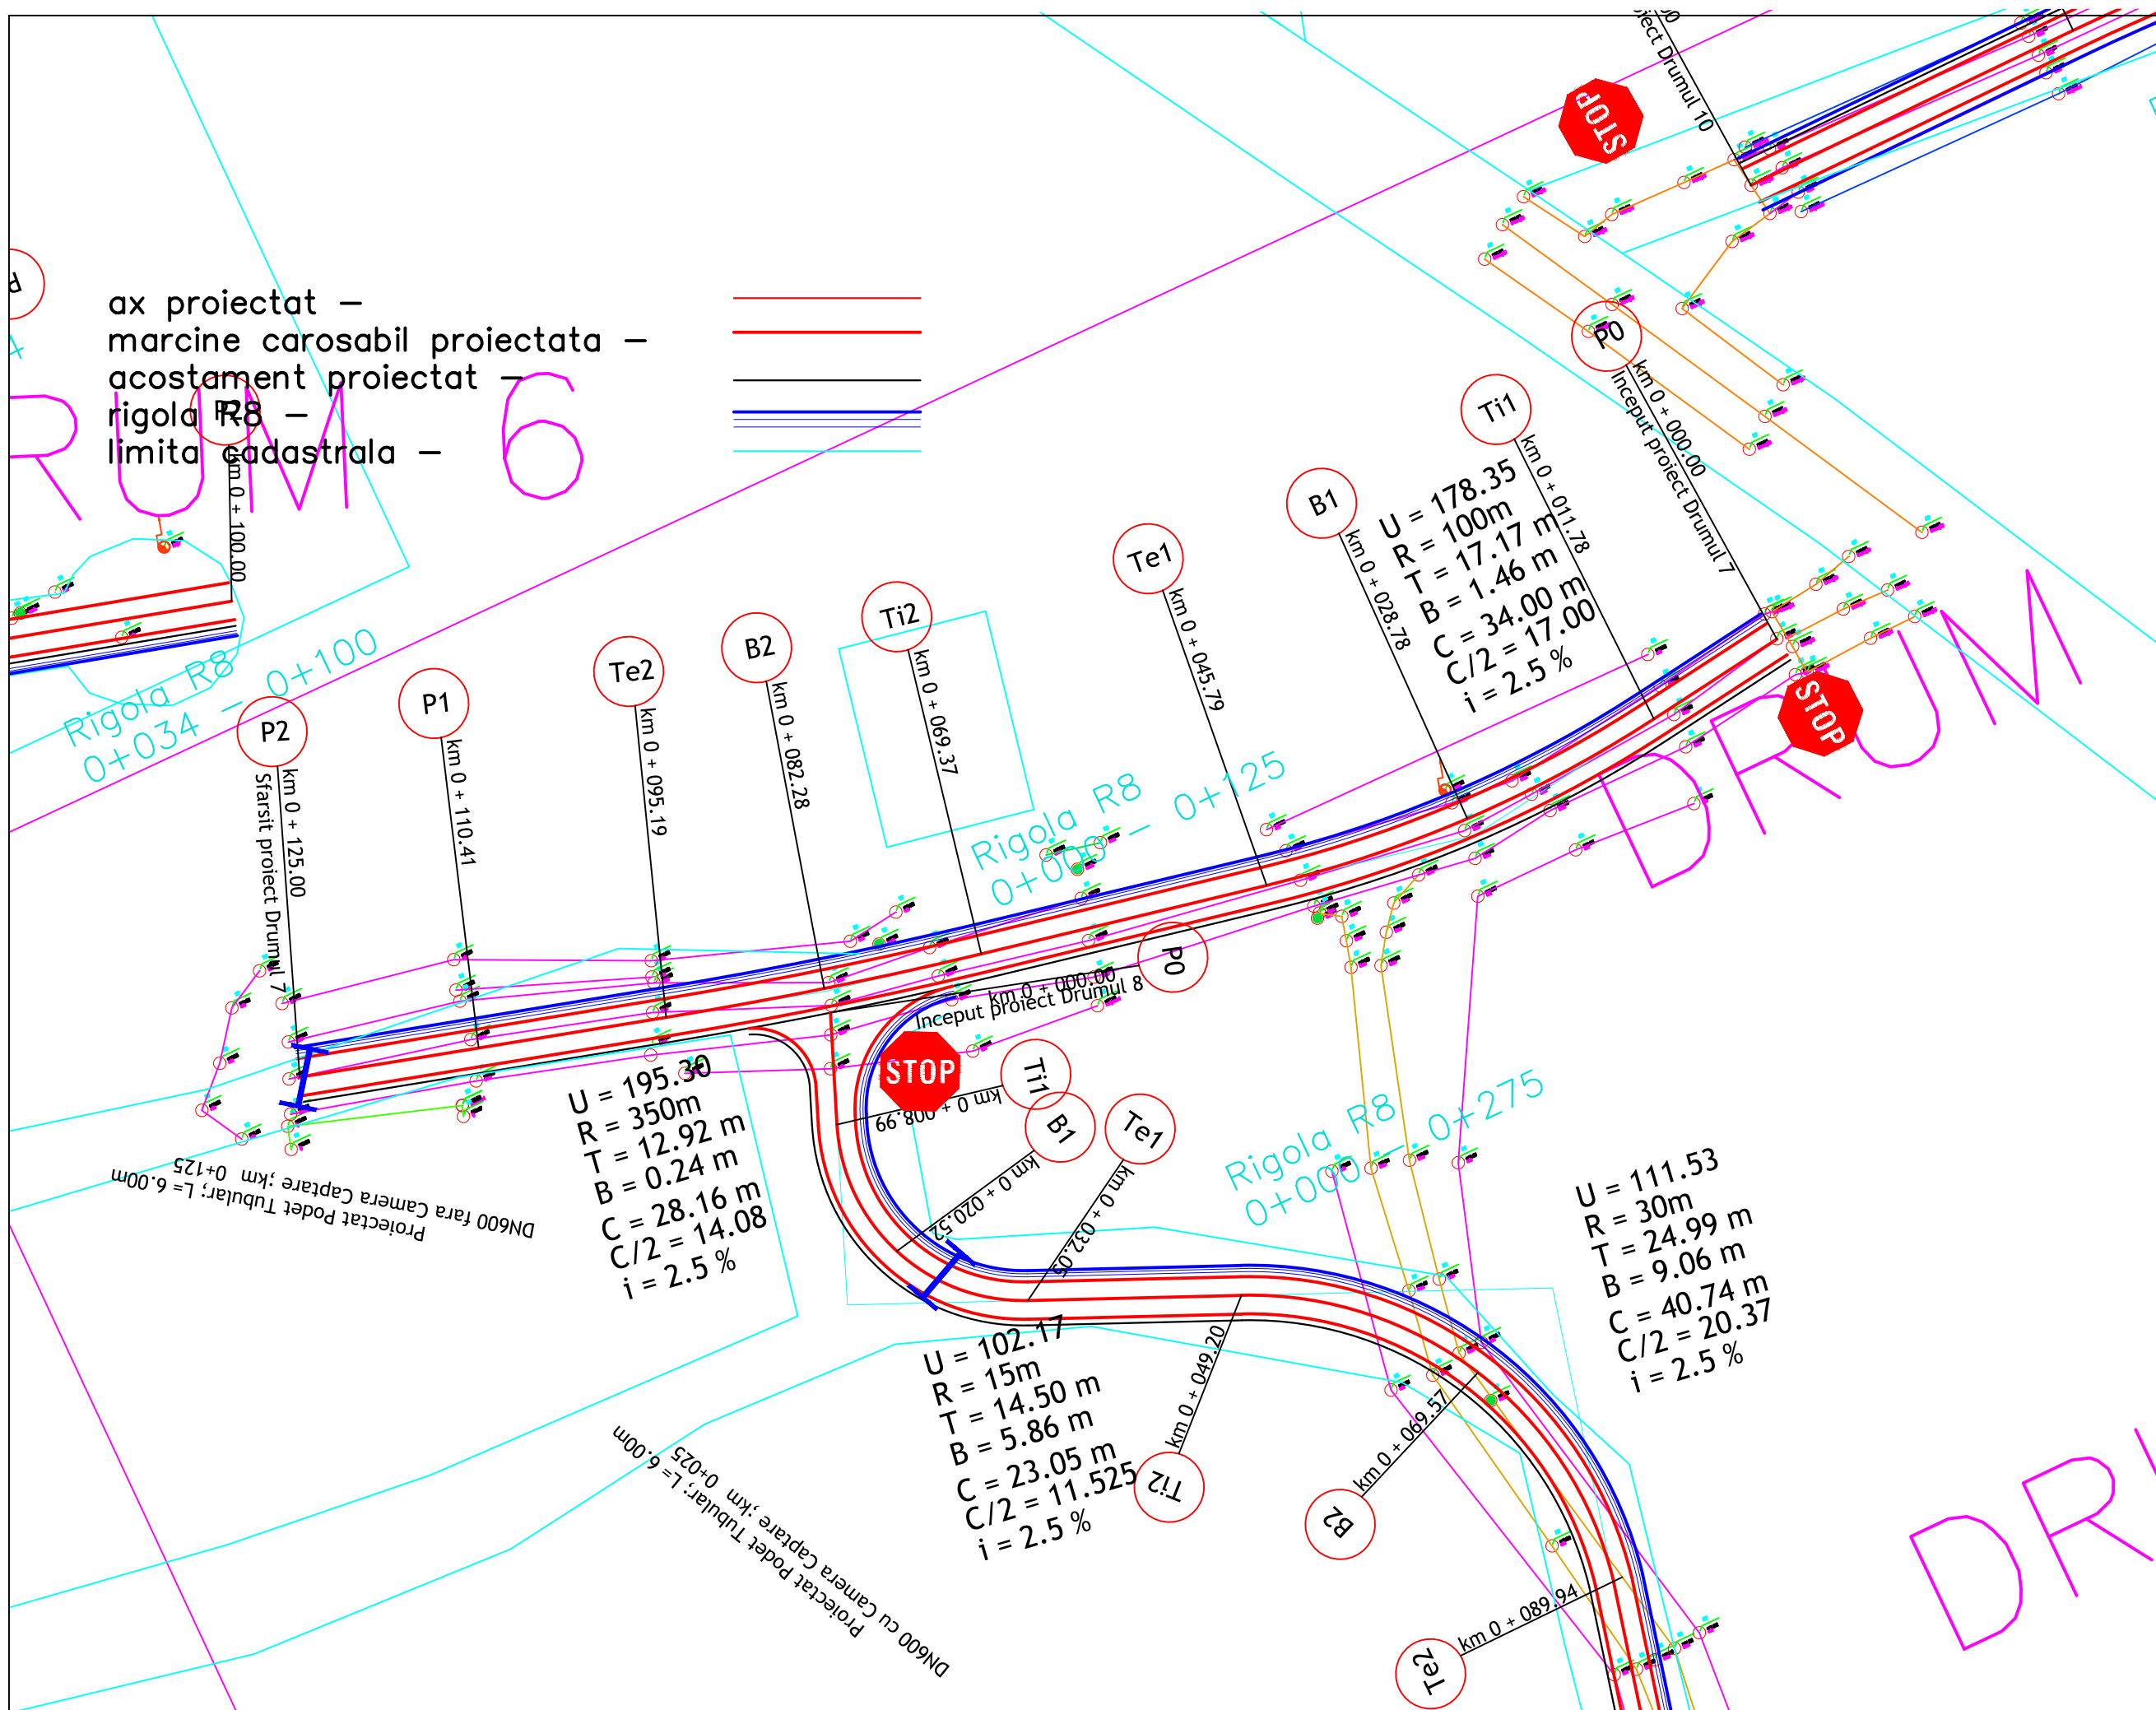 ax proiectat –
marcine carosabil proiectata –
acostament proiectat –
rigola R8 –
limita cadastrala –
RUM 6
P2
km 0 + 100.00
Rigola R8
0+034 – 0+100
P2
km 0 + 125.00
Sfarsit proiect Drumul 7
P1
km 0 + 110.41
Te2
km 0 + 095.19
B2
km 0 + 082.28
Ti2
km 0 + 069.37
Te1
km 0 + 045.79
B1
km 0 + 028.78
Ti1
km 0 + 011.78
P0
km 0 + 000.00
Inceput proiect Drumul 7
iect Drumul 10
STOP
U = 178.35
R = 100m
T = 17.17 m
B = 1.46 m
C = 34.00 m
C/2 = 17.00
i = 2.5 %
STOP
DRUM
Rigola R8
0+000 – 0+125
P0
km 0 + 000.00
Inceput proiect Drumul 8
STOP
Ti1
km 0 + 008.99
B1
km 0 + 020.52
Te1
km 0 + 032.05
U = 195.30
R = 350m
T = 12.92 m
B = 0.24 m
C = 28.16 m
C/2 = 14.08
i = 2.5 %
Proiectat Podet Tubular; L= 6.00m
DN600 fara Camera Captare ;km 0+125
Rigola R8
0+000 – 0+275
U = 111.53
R = 30m
T = 24.99 m
B = 9.06 m
C = 40.74 m
C/2 = 20.37
i = 2.5 %
U = 102.17
R = 15m
T = 14.50 m
B = 5.86 m
C = 23.05 m
C/2 = 11.525
i = 2.5 %
Ti2
km 0 + 049.20
B2
km 0 + 069.57
Te2
km 0 + 089.94
Proiectat Podet Tubular; L= 6.00m
DN600 cu Camera Captare ;km 0+025
DR